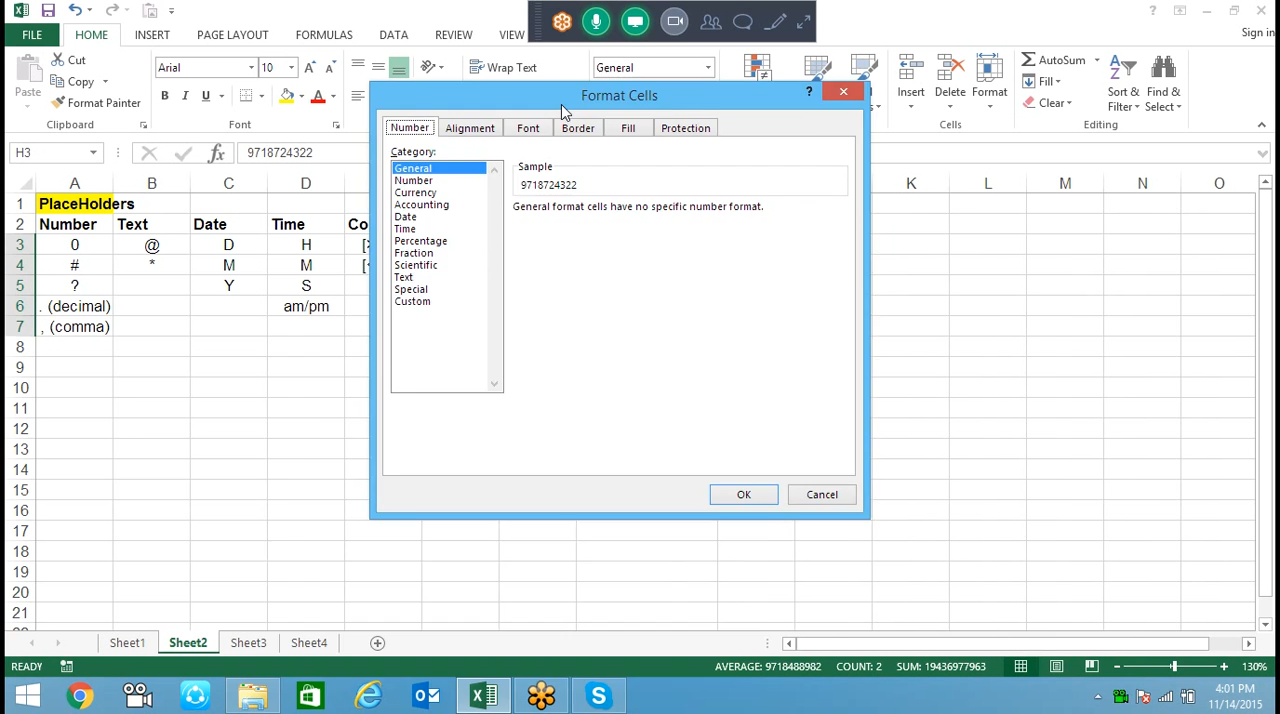 Sign in
FILE HOME INSERT PAGE LAYOUT FORMULAS DATA REVIEW VIEW
Paste Cut Copy Format Painter
Clipboard
Arial 10
B I U A
Font
Wrap Text
General
Insert Delete Format
Cells
AutoSum Fill Clear
Sort & Filter Find & Select
Editing
H3 fx 9718724322
A B C D K L M N O
1 PlaceHolders
2 Number Text Date Time Co
3 0 @ D H
4 # * M M
5 ? Y S
6 . (decimal) am/pm
7 , (comma)
8
9
10
11
12
13
14
15
16
17
18
19
20
21
Format Cells
Number Alignment Font Border Fill Protection
Category:
General
Number
Currency
Accounting
Date
Time
Percentage
Fraction
Scientific
Text
Special
Custom
Sample
9718724322
General format cells have no specific number format.
OK Cancel
Sheet1 Sheet2 Sheet3 Sheet4
READY AVERAGE: 9718488982 COUNT: 2 SUM: 19436977963 130%
4:01 PM
11/14/2015